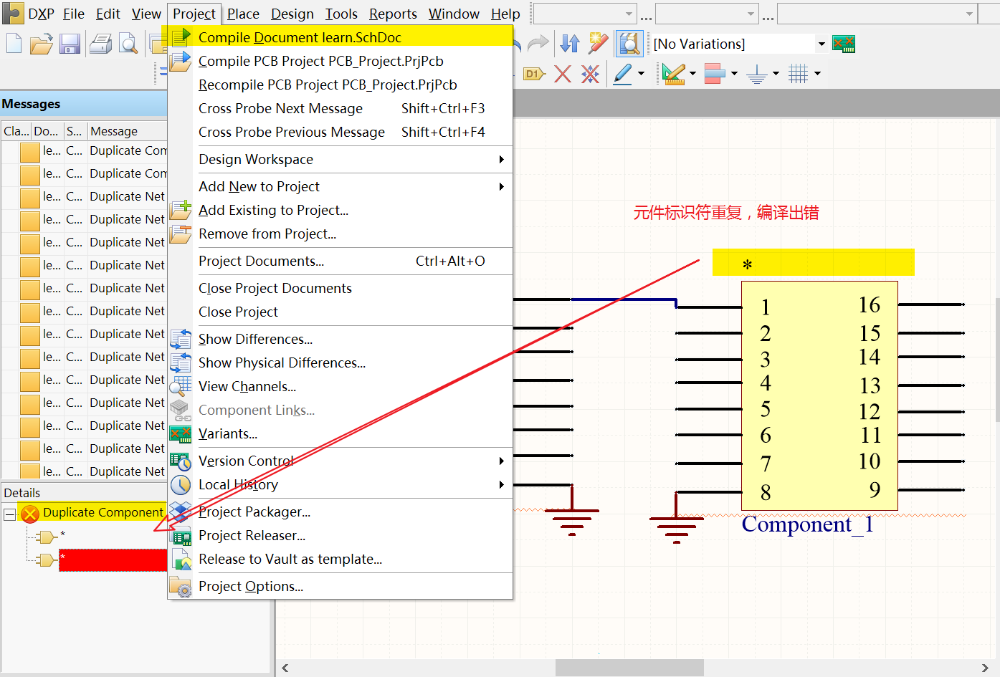 DXP File Edit View Project Place Design Tools Reports Window Help
... ...
[No Variations]
D1
Compile Document learn.SchDoc
Compile PCB Project PCB_Project.PrjPcb
Recompile PCB Project PCB_Project.PrjPcb
Cross Probe Next Message Shift+Ctrl+F3
Cross Probe Previous Message Shift+Ctrl+F4
Design Workspace
Add New to Project
Add Existing to Project...
Remove from Project...
Project Documents... Ctrl+Alt+O
Close Project Documents
Close Project
Show Differences...
Show Physical Differences...
View Channels...
Component Links...
Variants...
Version Control
Local History
Project Packager...
Project Releaser...
Release to Vault as template...
Project Options...
Messages
Cla... Do... S... Message
le... C... Duplicate Com
le... C... Duplicate Com
le... C... Duplicate Net
le... C... Duplicate Net
le... C... Duplicate Net
le... C... Duplicate Net
le... C... Duplicate Net
le... C... Duplicate Net
le... C... Duplicate Net
le... C... Duplicate Net
le... C... Duplicate Net
le... C... Duplicate Net
le... C... Duplicate Net
le... C... Duplicate Net
le... C... Duplicate Net
Details
Duplicate Component
*
*
元件标识符重复，编译出错
*
1 16
2 15
3 14
4 13
5 12
6 11
7 10
8 9
Component_1